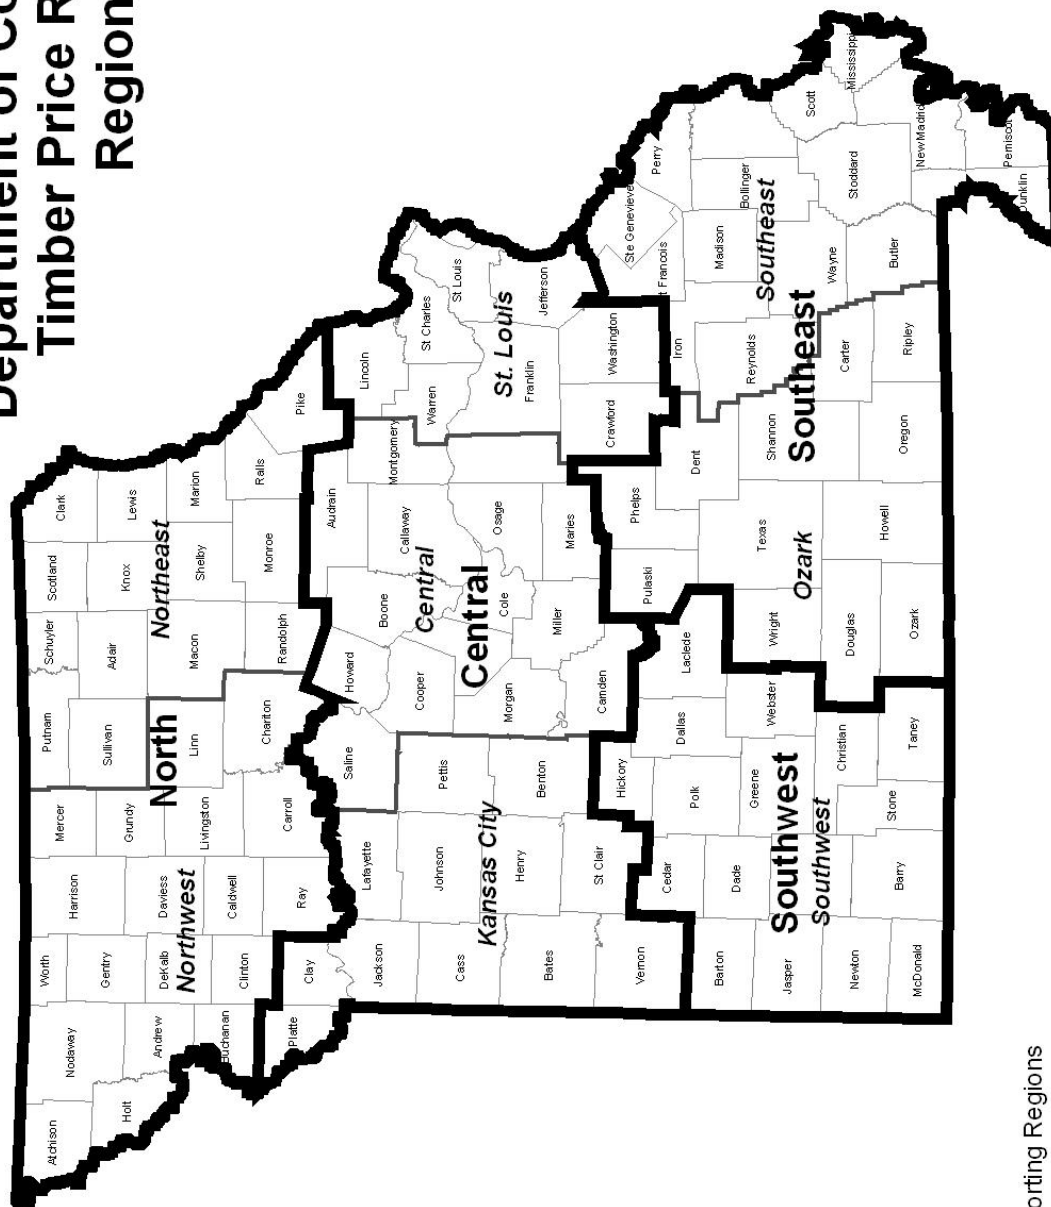 Department of Co
Timber Price R
Region
Atchison
Nodaway
Worth
Harrison
Mercer
Putnam
Schuyler
Scotland
Clark
Holt
Andrew
Gentry
DeKalb
Daviess
Grundy
Sullivan
Adair
Knox
Lewis
Buchanan
Clinton
Caldwell
Livingston
Linn
Macon
Shelby
Marion
Northwest
North
Northeast
Platte
Clay
Ray
Carroll
Chariton
Randolph
Monroe
Ralls
Pike
Jackson
Lafayette
Saline
Howard
Boone
Audrain
Callaway
Montgomery
Lincoln
Warren
St Charles
St Louis
Cass
Johnson
Pettis
Cooper
Central
Central
Cole
Osage
Franklin
Jefferson
St. Louis
Kansas City
Bates
Henry
Benton
Morgan
Miller
Maries
Crawford
Washington
Vernon
St Clair
Hickory
Camden
Pulaski
Phelps
Dent
Iron
t Francois
Ste Genevieve
Perry
Barton
Cedar
Polk
Dallas
Laclede
Texas
Shannon
Reynolds
Madison
Bollinger
Jasper
Dade
Greene
Webster
Wright
Ozark
Southeast
Southeast
Wayne
Scott
Southwest
Southwest
Newton
Christian
Douglas
Howell
Carter
Butler
Stoddard
Mississippi
McDonald
Barry
Stone
Taney
Ozark
Oregon
Ripley
New Madrid
Dunklin
Pemiscot
orting Regions